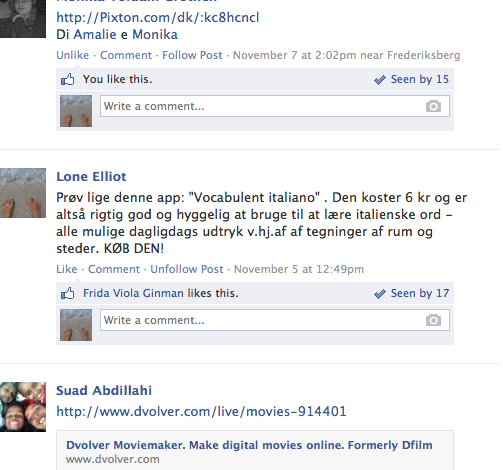 http://Pixton.com/dk/:kc8hcncl
Di Amalie e Monika
Unlike · Comment · Follow Post · November 7 at 2:02pm near Frederiksberg
You like this.
Seen by 15
Write a comment...
Lone Elliot
Prøv lige denne app: "Vocabulent italiano" . Den koster 6 kr og er
altså rigtig god og hyggelig at bruge til at lære italienske ord -
alle mulige dagligdags udtryk v.hj.af af tegninger af rum og
steder. KØB DEN!
Like · Comment · Unfollow Post · November 5 at 12:49pm
Frida Viola Ginman likes this.
Seen by 17
Write a comment...
Suad Abdillahi
http://www.dvolver.com/live/movies-914401
Dvolver Moviemaker. Make digital movies online. Formerly Dfilm
www.dvolver.com